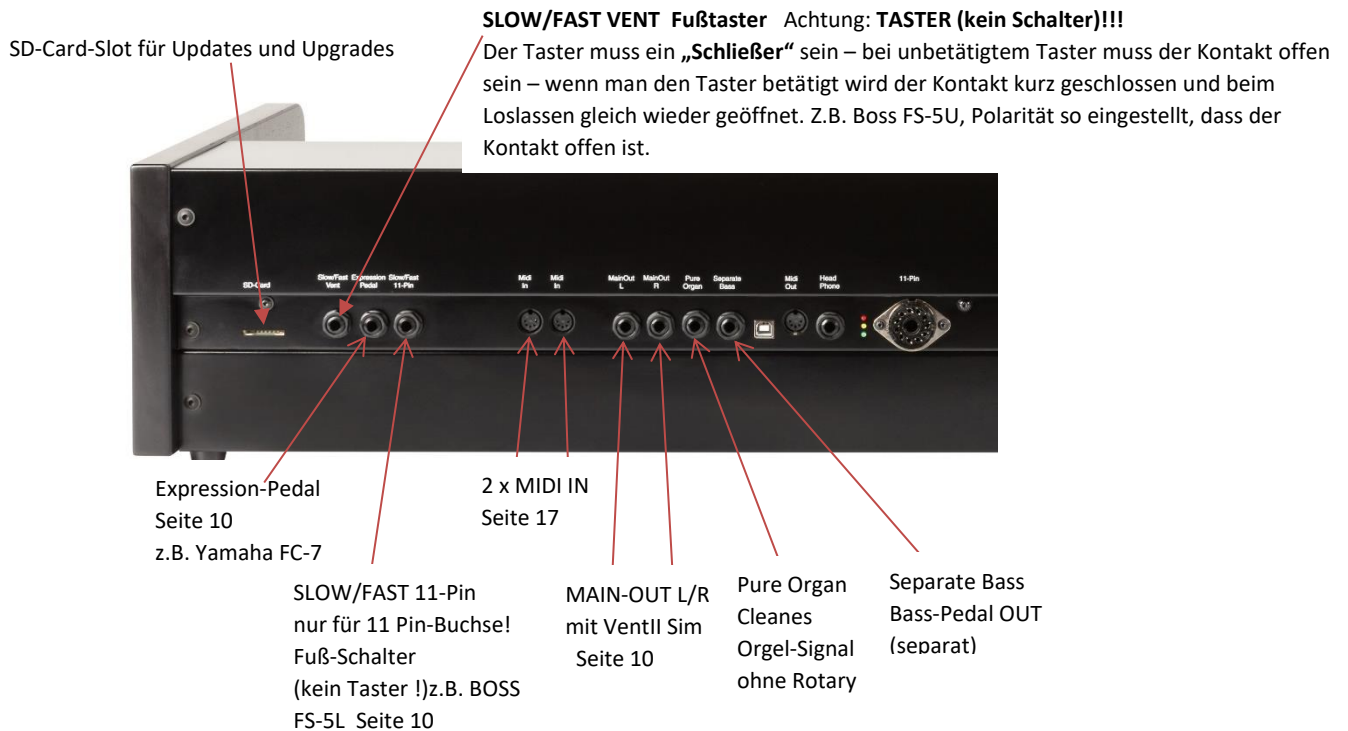 SLOW/FAST VENT Fußtaster Achtung: TASTER (kein Schalter)!!!
SD-Card-Slot für Updates und Upgrades
Der Taster muss ein „Schließer“ sein – bei unbetätigtem Taster muss der Kontakt offen
sein – wenn man den Taster betätigt wird der Kontakt kurz geschlossen und beim
Loslassen gleich wieder geöffnet. Z.B. Boss FS-5U, Polarität so eingestellt, dass der
Kontakt offen ist.
SD-Card
Slow/Fast Vent
Expression Pedal
Slow/Fast 11-Pin
Midi In
Midi In
MainOut L
MainOut R
Pure Organ
Separate Bass
Midi Out
Head Phone
11-Pin
Expression-Pedal
Seite 10
z.B. Yamaha FC-7
2 x MIDI IN
Seite 17
SLOW/FAST 11-Pin
nur für 11 Pin-Buchse!
Fuß-Schalter
(kein Taster !)z.B. BOSS
FS-5L Seite 10
MAIN-OUT L/R
mit VentII Sim
Seite 10
Pure Organ
Cleanes
Orgel-Signal
ohne Rotary
Separate Bass
Bass-Pedal OUT
(separat)